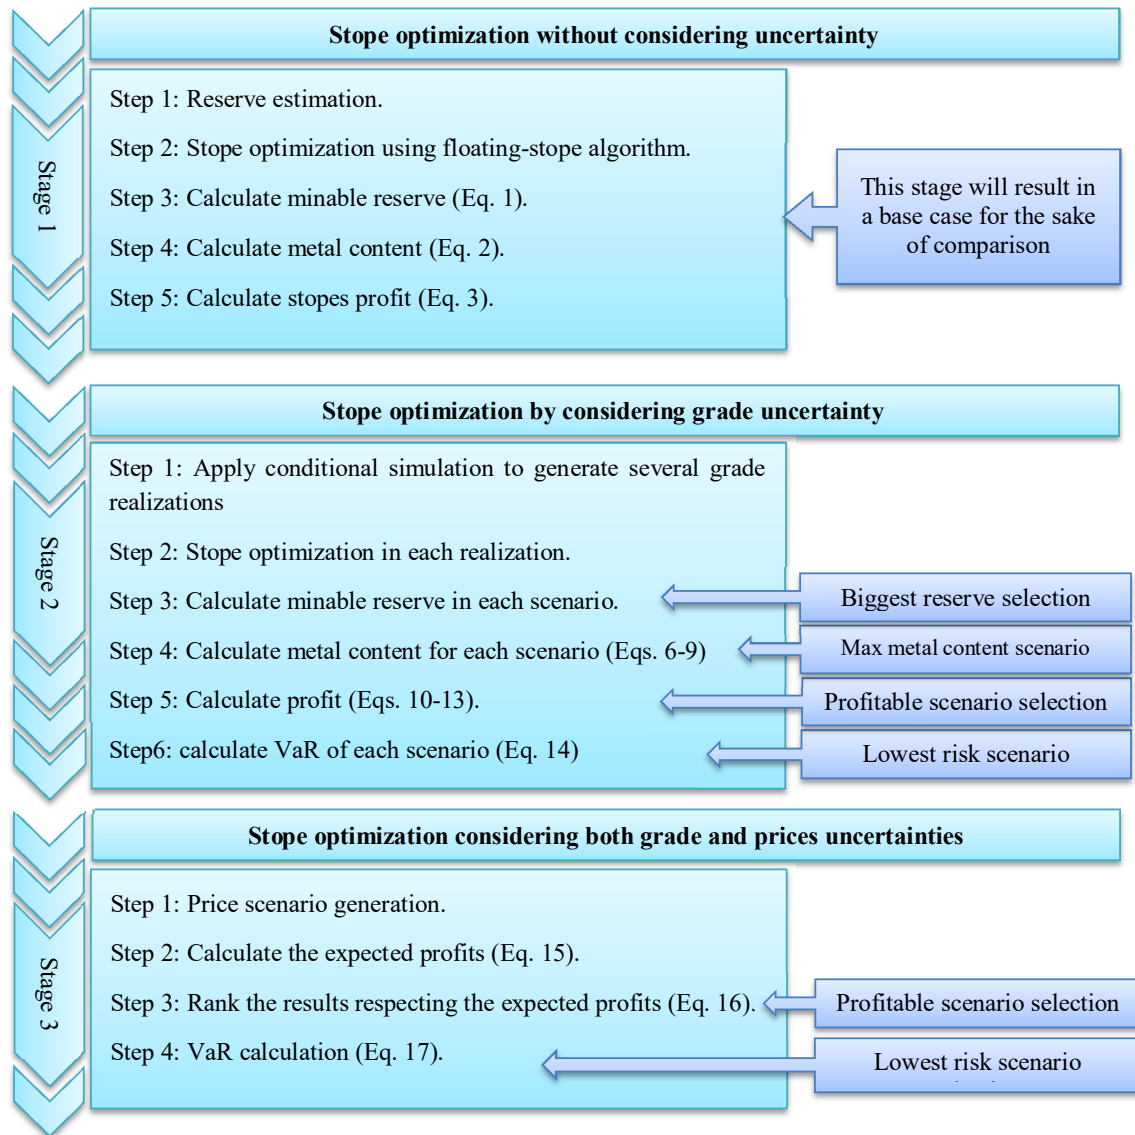 Stope optimization without considering uncertainty
Stage 1
Step 1: Reserve estimation.
Step 2: Stope optimization using floating-stope algorithm.
Step 3: Calculate minable reserve (Eq. 1).
Step 4: Calculate metal content (Eq. 2).
Step 5: Calculate stopes profit (Eq. 3).
This stage will result in
a base case for the sake
of comparison
Stope optimization by considering grade uncertainty
Stage 2
Step 1: Apply conditional simulation to generate several grade
realizations
Step 2: Stope optimization in each realization.
Step 3: Calculate minable reserve in each scenario.
Biggest reserve selection
Step 4: Calculate metal content for each scenario (Eqs. 6-9)
Max metal content scenario
Step 5: Calculate profit (Eqs. 10-13).
Profitable scenario selection
Step6: calculate VaR of each scenario (Eq. 14)
Lowest risk scenario
Stope optimization considering both grade and prices uncertainties
Stage 3
Step 1: Price scenario generation.
Step 2: Calculate the expected profits (Eq. 15).
Step 3: Rank the results respecting the expected profits (Eq. 16).
Profitable scenario selection
Step 4: VaR calculation (Eq. 17).
Lowest risk scenario